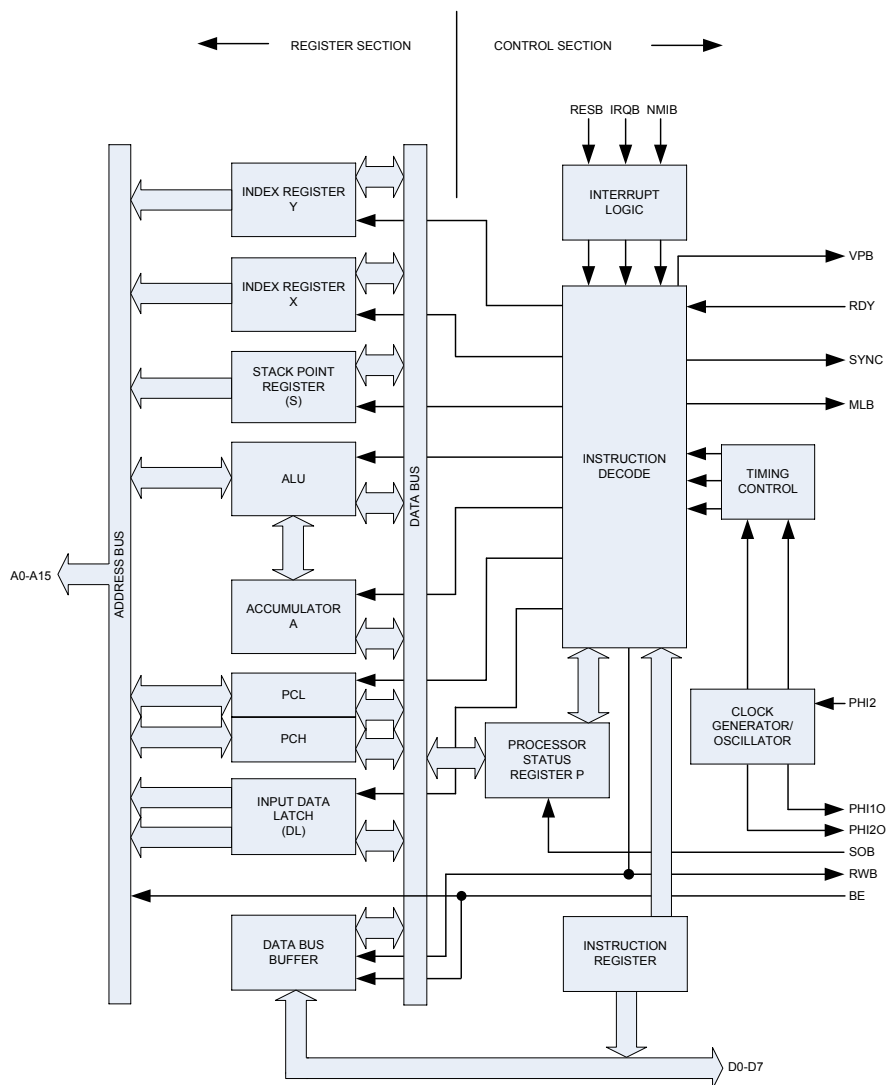 REGISTER SECTION
CONTROL SECTION
RESB
IRQB
NMIB
INTERRUPT
LOGIC
INDEX REGISTER
Y
INDEX REGISTER
X
STACK POINT
REGISTER
(S)
ALU
ACCUMULATOR
A
PCL
PCH
INPUT DATA
LATCH
(DL)
DATA BUS
BUFFER
ADDRESS BUS
DATA BUS
A0-A15
INSTRUCTION
DECODE
TIMING
CONTROL
CLOCK
GENERATOR/
OSCILLATOR
PROCESSOR
STATUS
REGISTER P
INSTRUCTION
REGISTER
VPB
RDY
SYNC
MLB
PHI2
PHI1O
PHI2O
SOB
RWB
BE
D0-D7